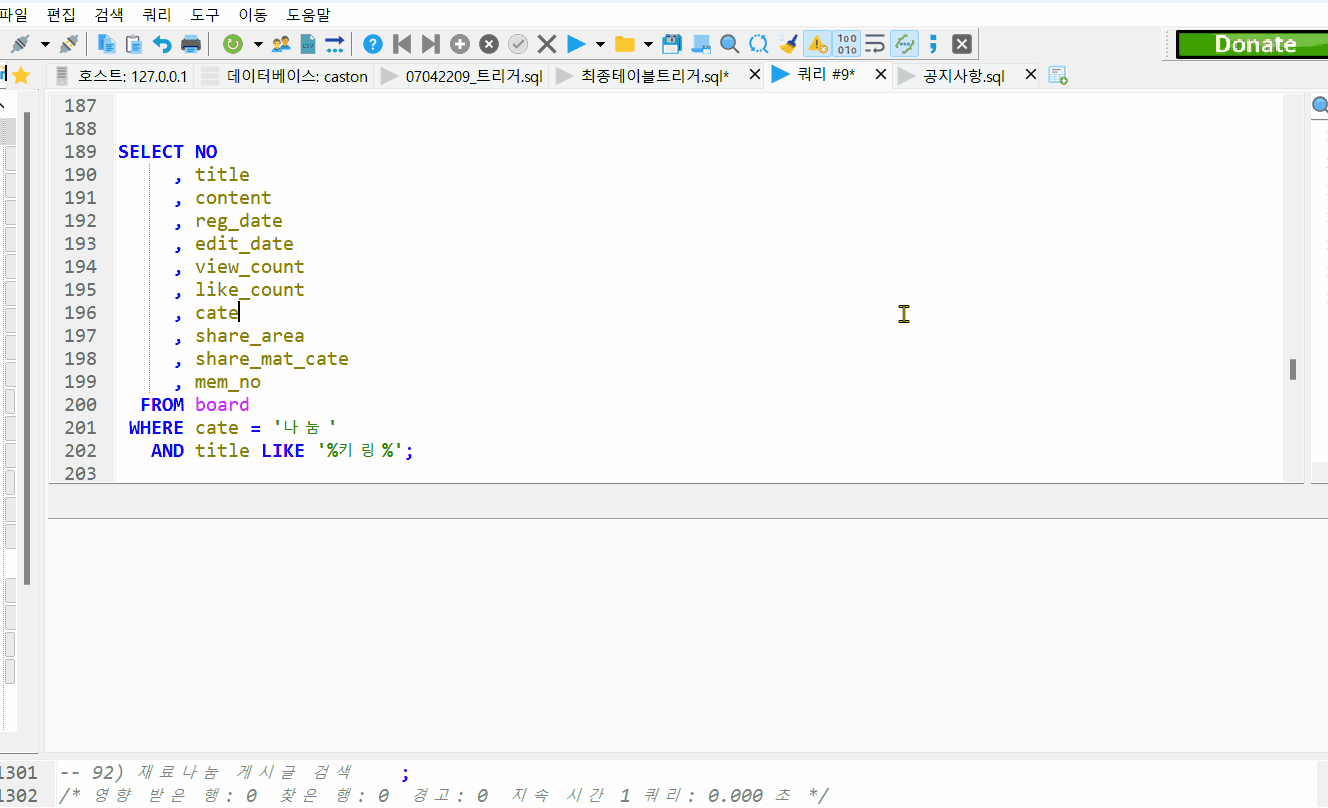 파일 편집 검색 쿼리 도구 이동 도움말
Donate
호스트: 127.0.0.1 데이터베이스: caston 07042209_트리거.sql 최종테이블트리거.sql* 쿼리 #9* 공지사항.sql
187
188
189 SELECT NO
190 , title
191 , content
192 , reg_date
193 , edit_date
194 , view_count
195 , like_count
196 , cate
197 , share_area
198 , share_mat_cate
199 , mem_no
200 FROM board
201 WHERE cate = '나눔'
202 AND title LIKE '%키링%';
203
1301 -- 92) 재료나눔 게시글 검색 ;
1302 /* 영향 받은 행: 0 찾은 행: 0 경고: 0 지속 시간 1 쿼리: 0.000 초 */